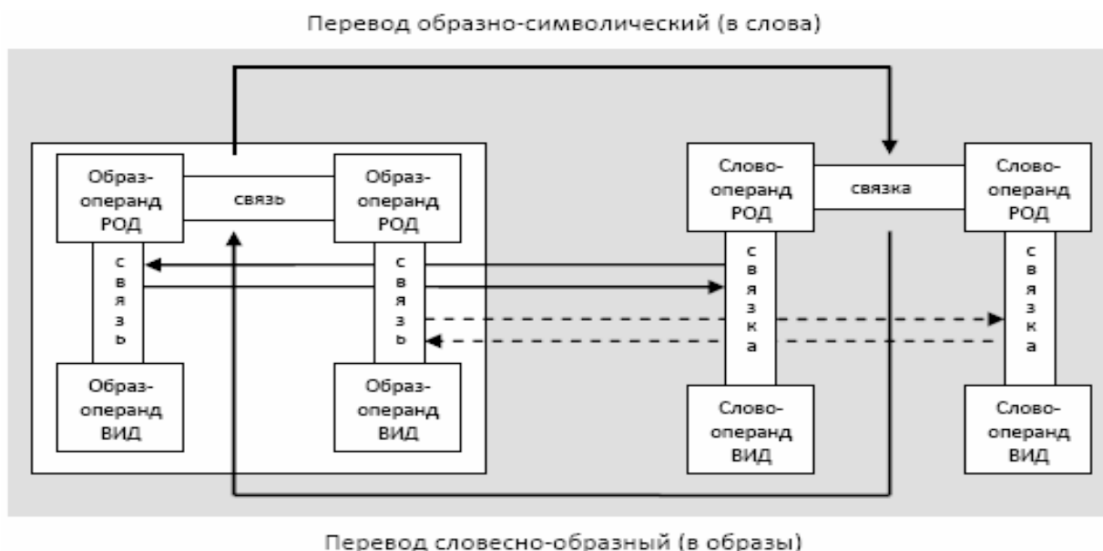 Перевод образно-символический (в слова)
Образ-
операнд
РОД
связь
Образ-
операнд
РОД
Слово-
операнд
РОД
связка
Слово-
операнд
РОД
с
в
я
з
ь
с
в
я
з
ь
с
в
я
з
к
а
с
в
я
з
к
а
Образ-
операнд
ВИД
Образ-
операнд
ВИД
Слово-
операнд
ВИД
Слово-
операнд
ВИД
Перевод словесно-образный (в образы)